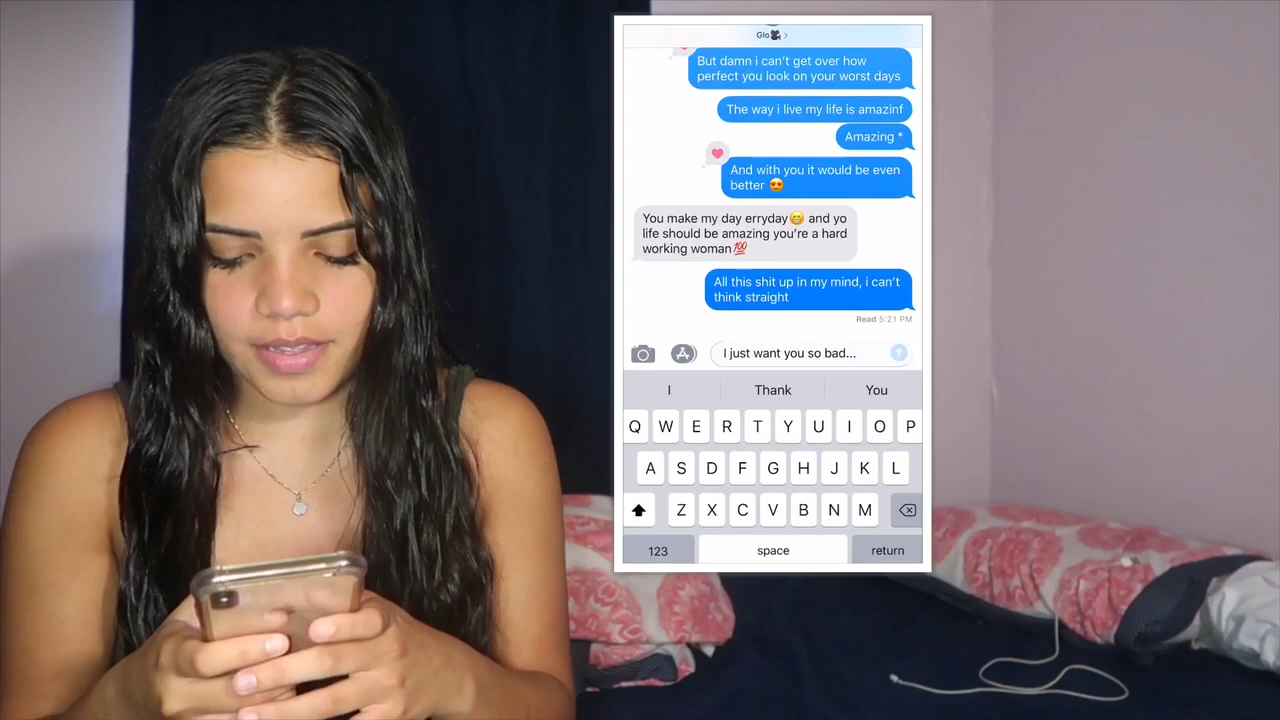 Glo🎥 >
But damn i can't get over how
perfect you look on your worst days
The way i live my life is amazinf
Amazing *
And with you it would be even
better 😍
You make my day erryday😁 and yo
life should be amazing you're a hard
working woman💯
All this shit up in my mind, i can't
think straight
Read 5:21 PM
I just want you so bad...
I Thank You
Q W E R T Y U I O P
A S D F G H J K L
Z X C V B N M
123 space return